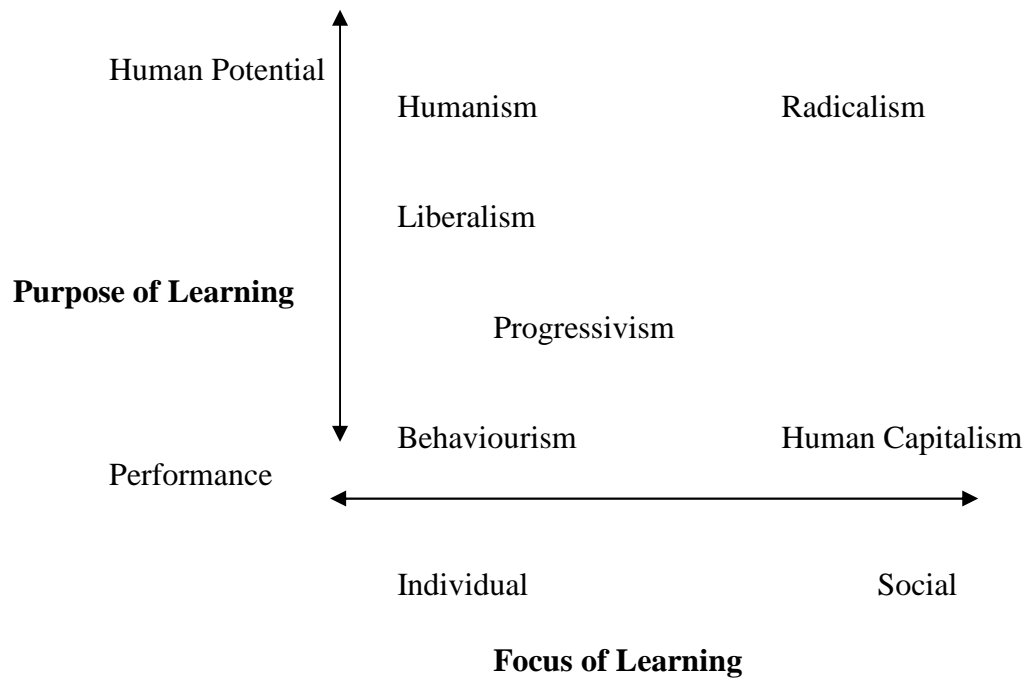 Human Potential
Humanism Radicalism
Liberalism
Purpose of Learning
Progressivism
Behaviourism Human Capitalism
Performance
Individual Social
Focus of Learning